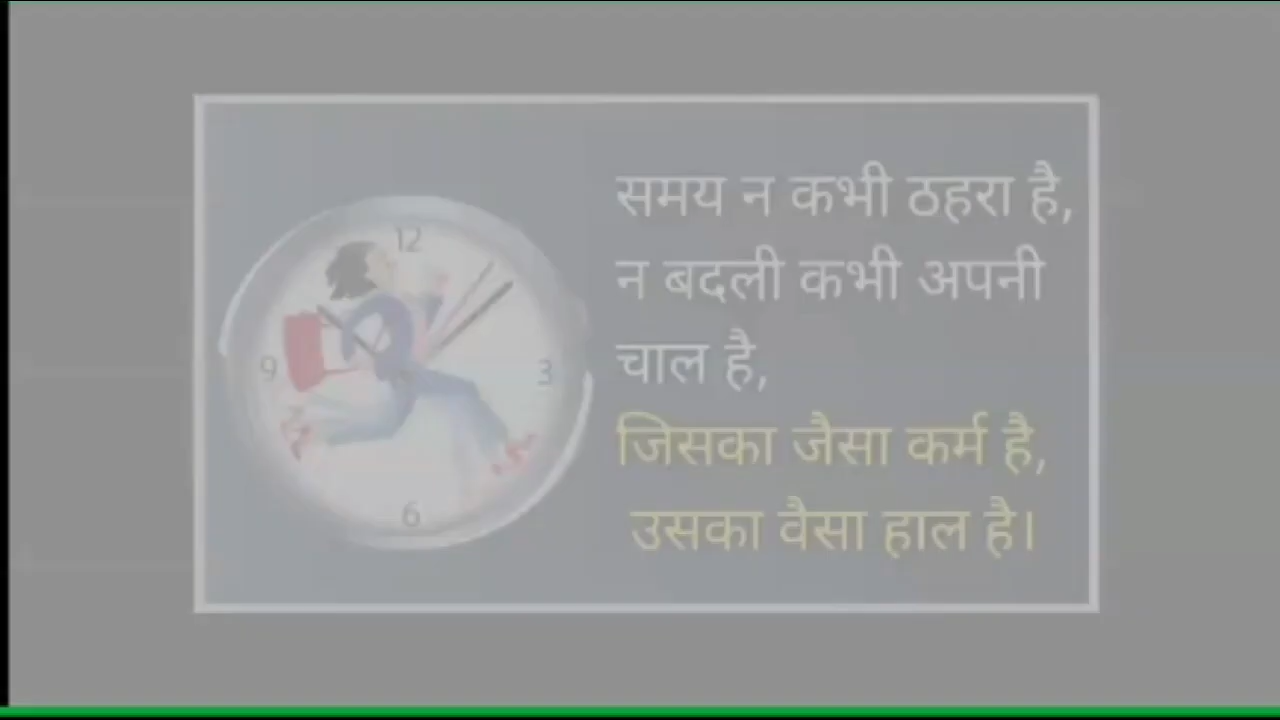 समय न कभी ठहरा है,
न बदली कभी अपनी
चाल है,
जिसका जैसा कर्म है,
उसका वैसा हाल है।
12
9
3
6